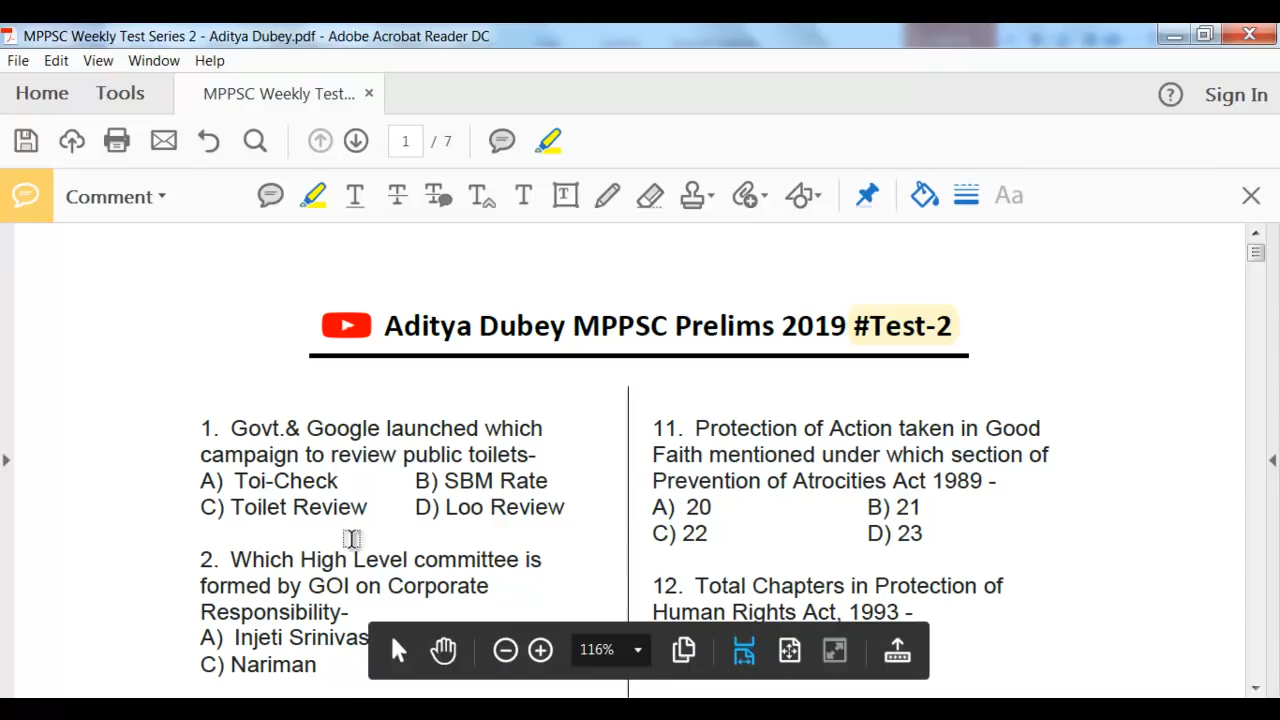 MPPSC Weekly Test Series 2 - Aditya Dubey.pdf - Adobe Acrobat Reader DC
File Edit View Window Help
Home Tools MPPSC Weekly Test... × Sign In
1 / 7
Comment
Aditya Dubey MPPSC Prelims 2019 #Test-2
1. Govt.& Google launched which
campaign to review public toilets-
A) Toi-Check B) SBM Rate
C) Toilet Review D) Loo Review
2. Which High Level committee is
formed by GOI on Corporate
Responsibility-
A) Injeti Srinivas
C) Nariman
11. Protection of Action taken in Good
Faith mentioned under which section of
Prevention of Atrocities Act 1989 -
A) 20 B) 21
C) 22 D) 23
12. Total Chapters in Protection of
Human Rights Act, 1993 -
116%